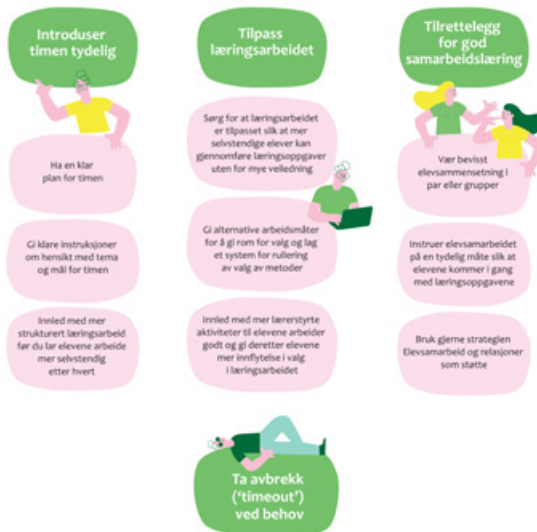 Introduser
timen tydelig
Ha en klar
plan for timen
Gi klare instruksjoner
om hensikt med tema
og mål for timen
Innled med mer
strukturert læringsarbeid
før du lar elevene arbeide
mer selvstendig
etter hvert
Tilpass
læringsarbeidet
Sørg for at læringsarbeidet
er tilpasset slik at mer
selvstendige elever kan
gjennomføre læringsoppgaver
uten for mye veiledning
Gi alternative arbeidsmåter
for å gi rom for valg og lag
et system for rullering
av valg av metoder
Innled med mer lærerstyrte
aktiviteter til elevene arbeider
godt og gi deretter elevene
mer innflytelse i valg
i læringsarbeidet
Tilrettelegg
for god
samarbeidslæring
Vær bevisst
elevsammensetning i
par eller grupper
Instruer elevsamarbeidet
på en tydelig måte slik at
elevene kommer i gang
med læringsoppgavene
Bruk gjerne strategien
Elevsamarbeid og relasjoner
som støtte
Ta avbrekk
(‘timeout’)
ved behov